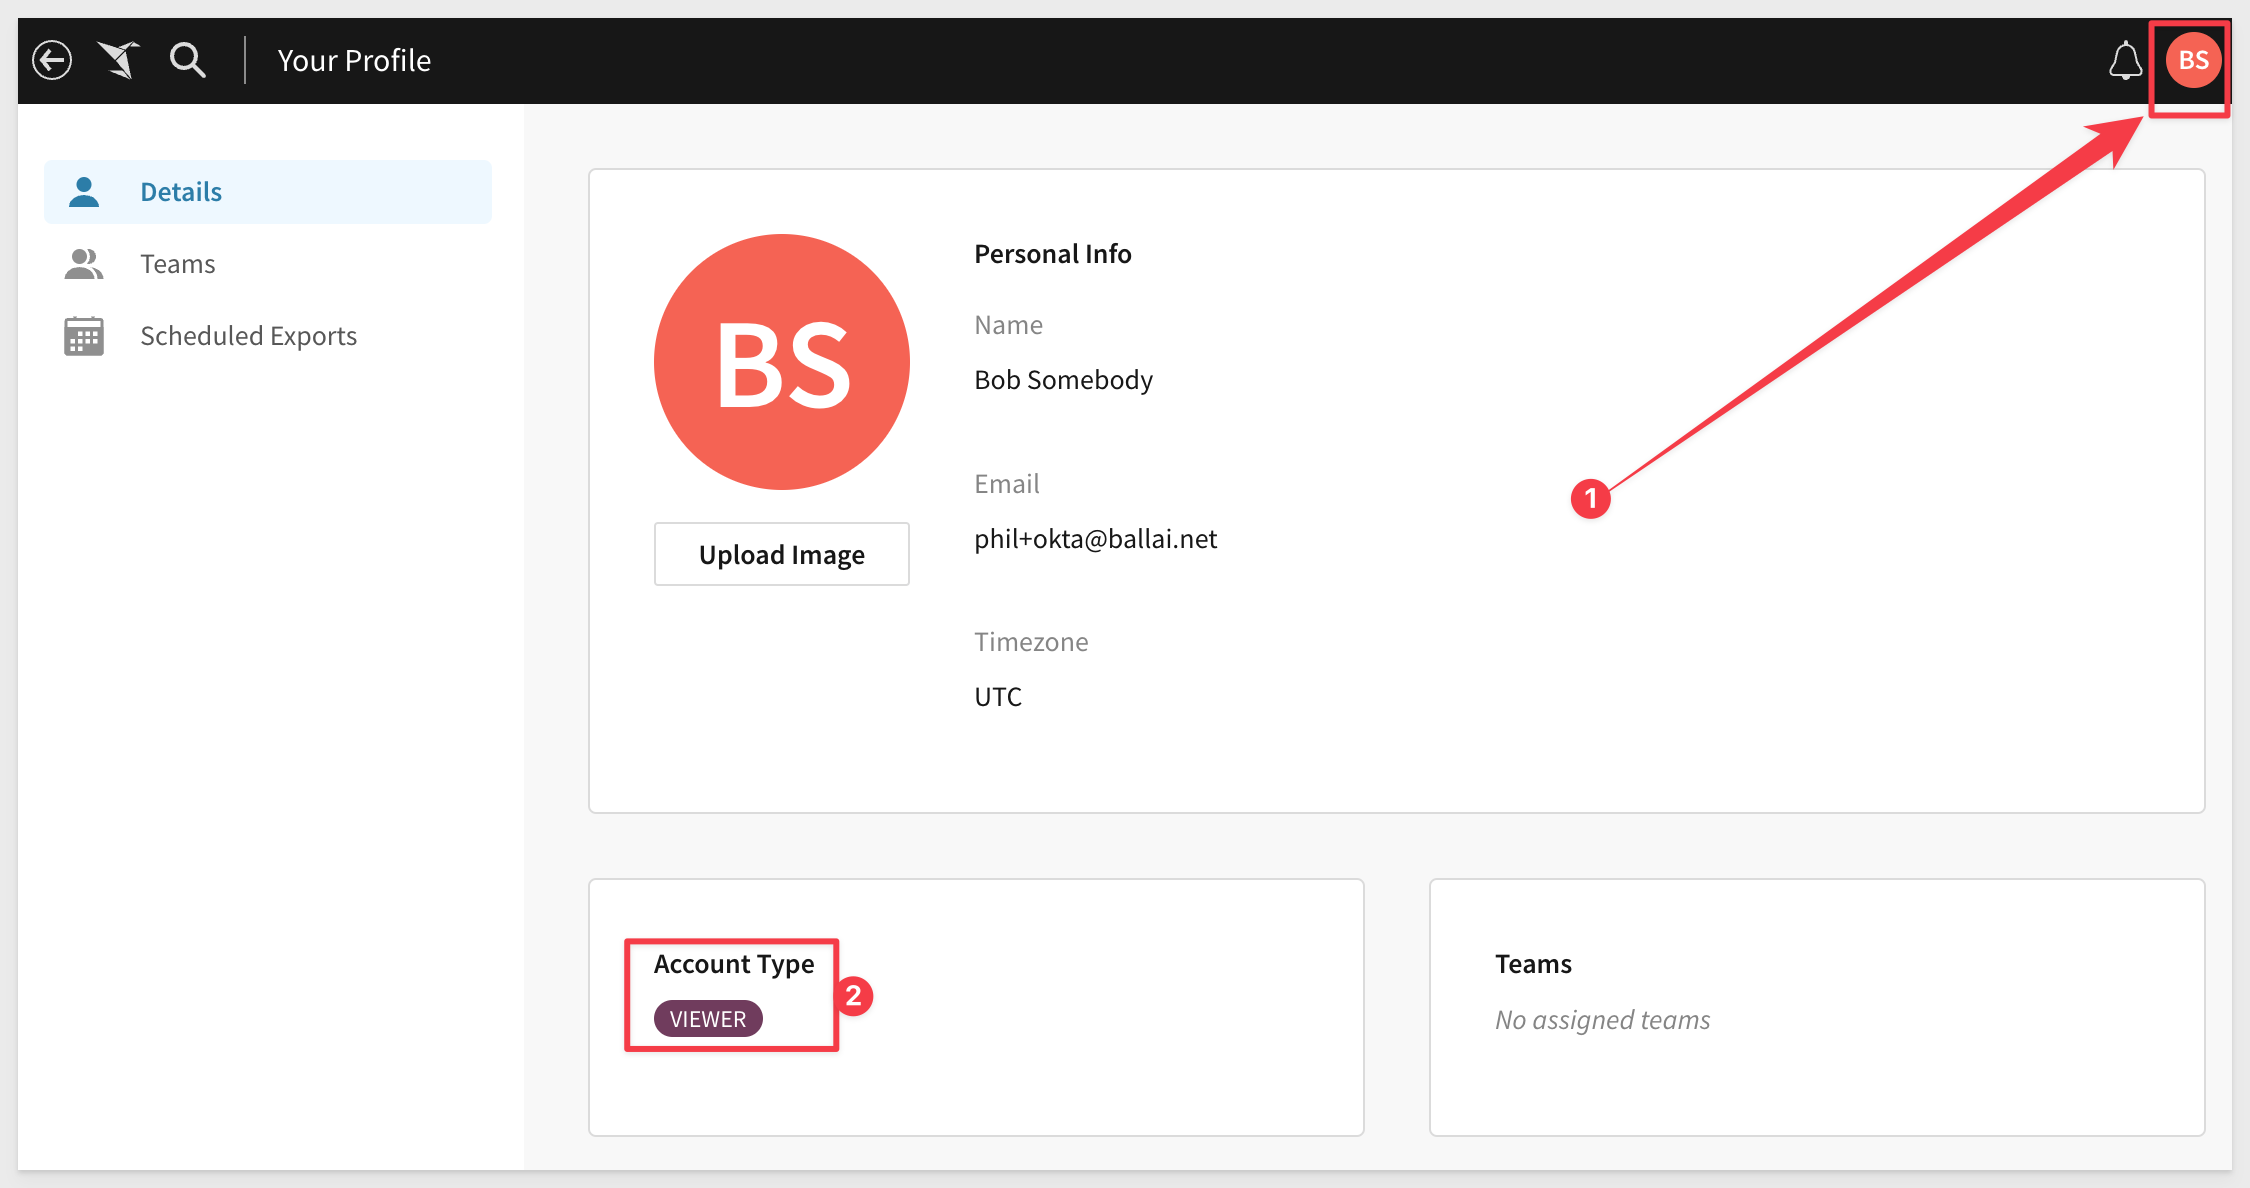 Your Profile
BS
Details
Teams
Scheduled Exports
BS
Upload Image
Personal Info
Name
Bob Somebody
Email
phil+okta@ballai.net
Timezone
UTC
1
Account Type
VIEWER
2
Teams
No assigned teams